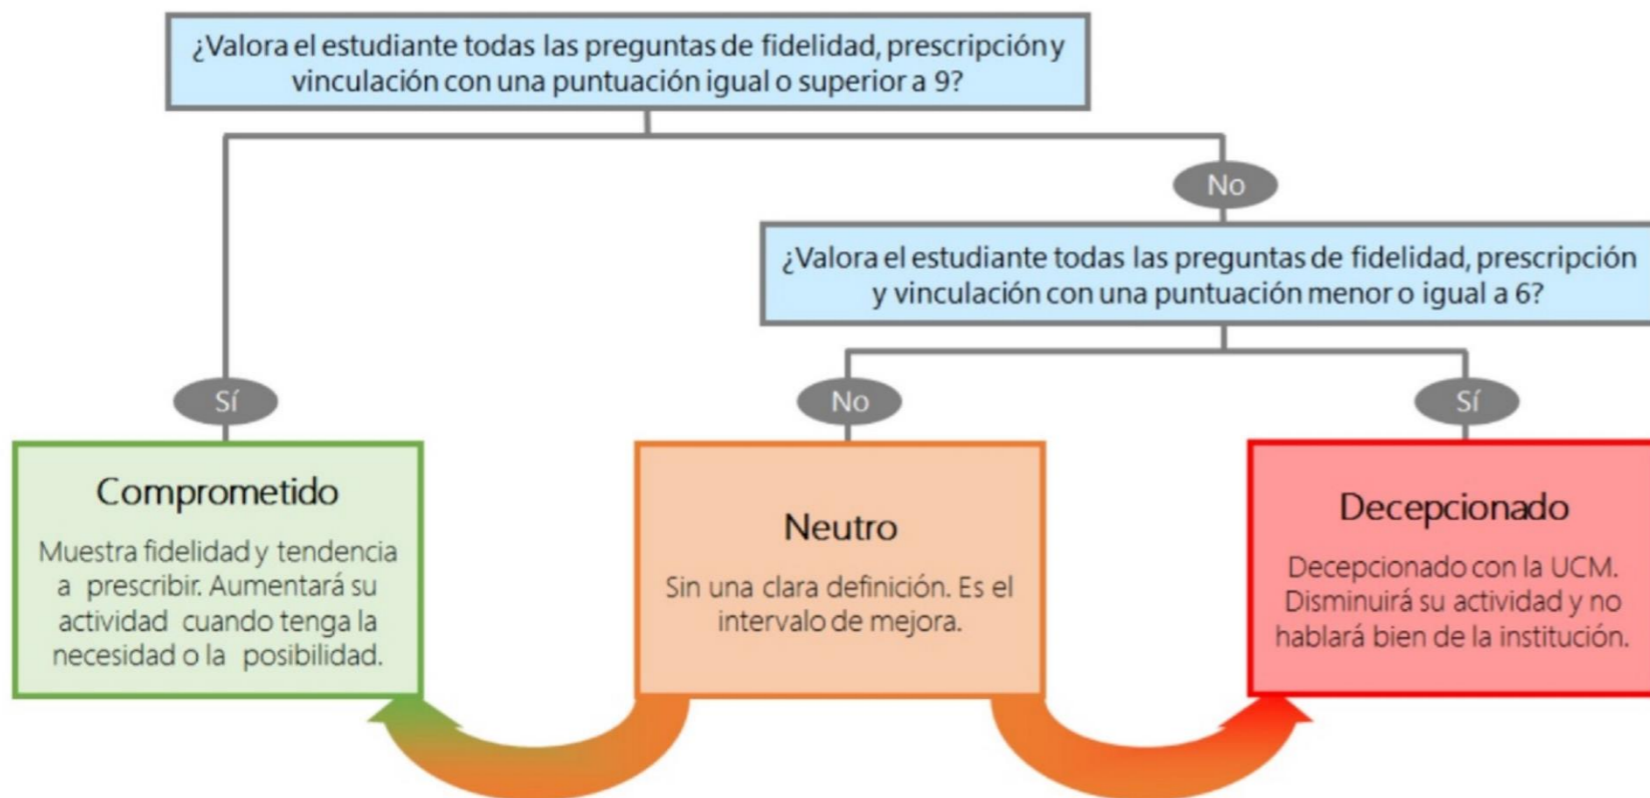 ¿Valora el estudiante todas las preguntas de fidelidad, prescripción y
vinculación con una puntuación igual o superior a 9?
No
¿Valora el estudiante todas las preguntas de fidelidad, prescripción
y vinculación con una puntuación menor o igual a 6?
Sí
No
Sí
Comprometido
Muestra fidelidad y tendencia
a prescribir. Aumentará su
actividad cuando tenga la
necesidad o la posibilidad.
Neutro
Sin una clara definición. Es el
intervalo de mejora.
Decepcionado
Decepcionado con la UCM.
Disminuirá su actividad y no
hablará bien de la institución.